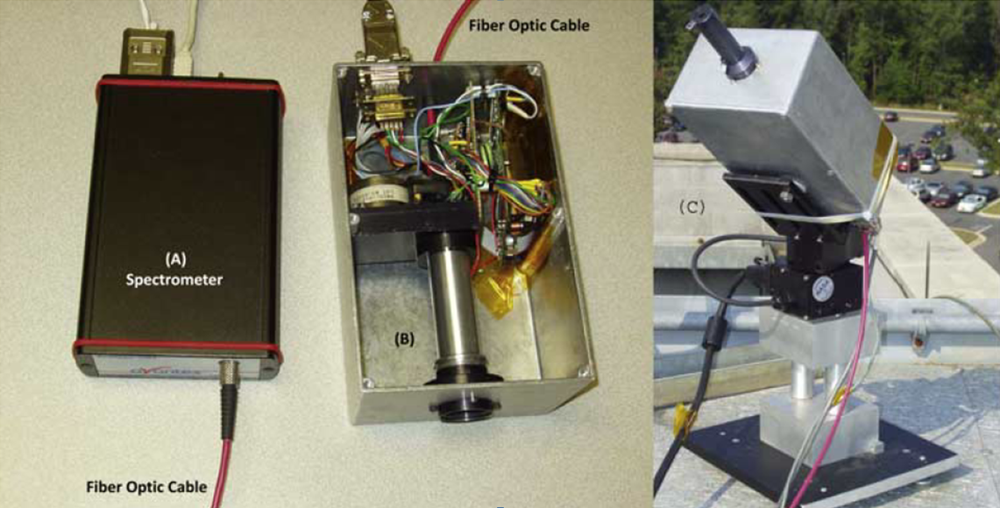 Fiber Optic Cable
(A)
Spectrometer
(B)
(C)
Fiber Optic Cable